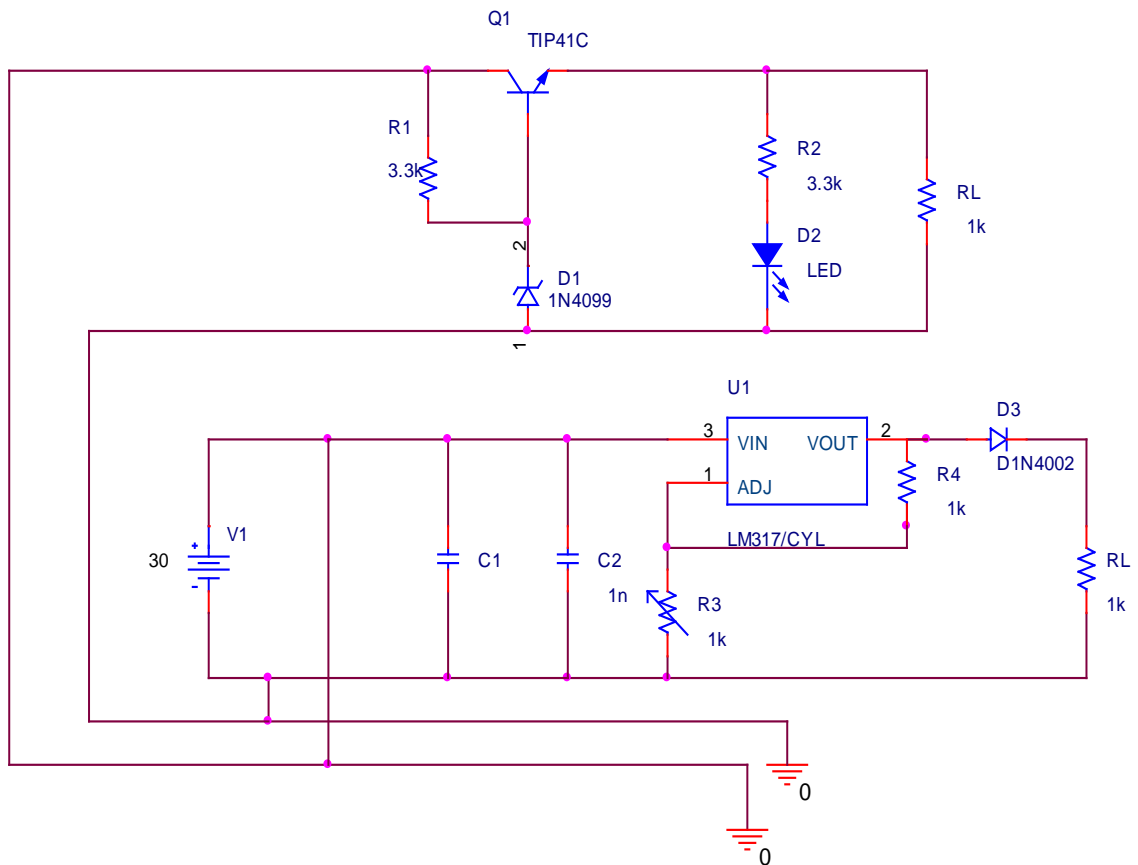 Q1
TIP41C
R1
3.3k
R2
3.3k
RL
1k
2
D1
1N4099
D2
LED
1
U1
3
VIN
VOUT
2
D3
D1N4002
1
ADJ
R4
1k
LM317/CYL
V1
+
30
-
C1
C2
1n
R3
1k
RL
1k
0
0